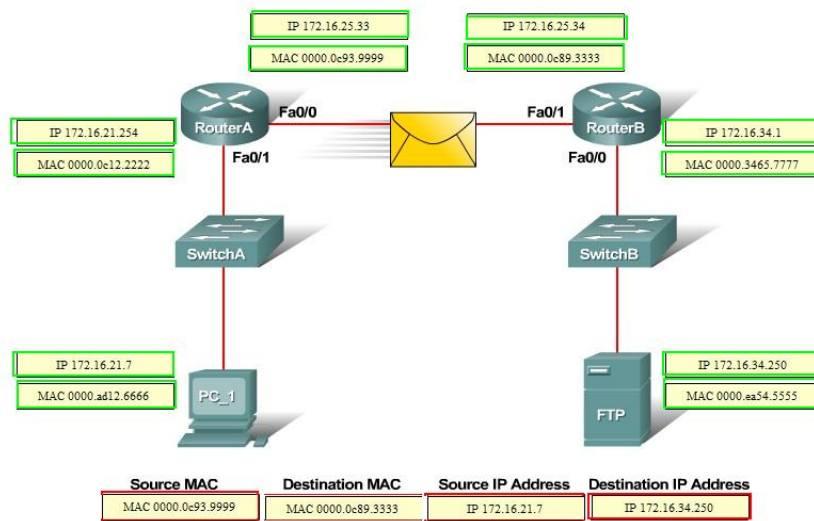 IP 172.16.25.33
IP 172.16.25.34
MAC 0000.0c93.9999
MAC 0000.0c89.3333
Fa0/0
Fa0/1
IP 172.16.21.254
RouterA
RouterB
IP 172.16.34.1
MAC 0000.0c12.2222
Fa0/1
Fa0/0
MAC 0000.3465.7777
SwitchA
SwitchB
IP 172.16.21.7
IP 172.16.34.250
MAC 0000.ad12.6666
PC_1
FTP
MAC 0000.ea54.5555
Source MAC Destination MAC Source IP Address Destination IP Address
MAC 0000.0c93.9999 MAC 0000.0c89.3333 IP 172.16.21.7 IP 172.16.34.250